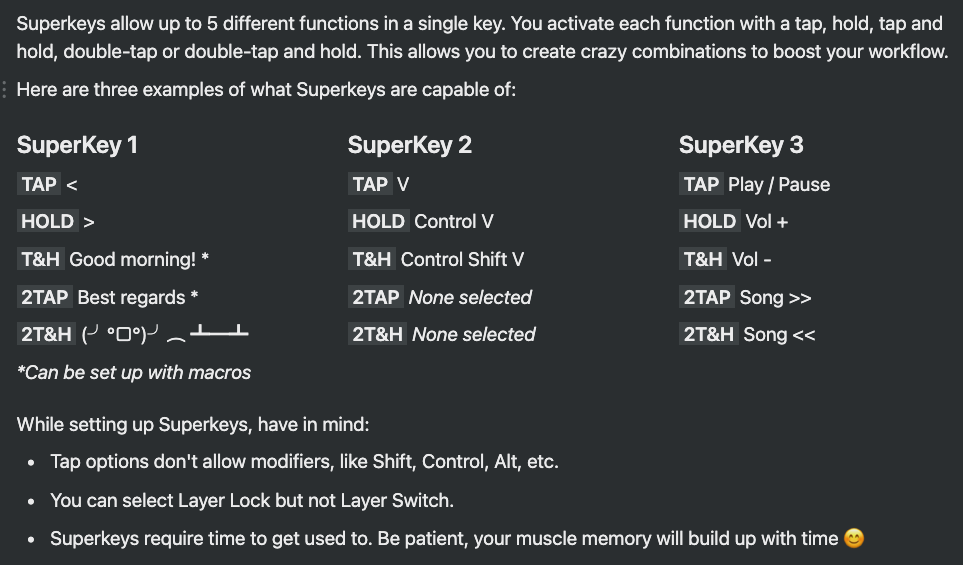 Superkeys allow up to 5 different functions in a single key. You activate each function with a tap, hold, tap and
hold, double-tap or double-tap and hold. This allows you to create crazy combinations to boost your workflow.
Here are three examples of what Superkeys are capable of:
SuperKey 1
TAP <
HOLD >
T&H Good morning! *
2TAP Best regards *
2T&H (╯°□°)╯︵ ┻━┻
*Can be set up with macros
SuperKey 2
TAP V
HOLD Control V
T&H Control Shift V
2TAP None selected
2T&H None selected
SuperKey 3
TAP Play / Pause
HOLD Vol +
T&H Vol -
2TAP Song >>
2T&H Song <<
While setting up Superkeys, have in mind:
• Tap options don't allow modifiers, like Shift, Control, Alt, etc.
• You can select Layer Lock but not Layer Switch.
• Superkeys require time to get used to. Be patient, your muscle memory will build up with time 😊